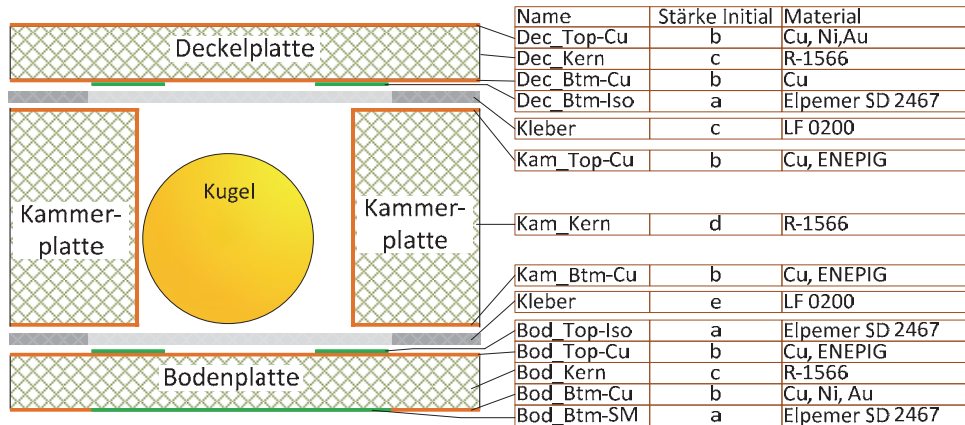 Name Stärke Initial Material
Dec_Top-Cu b Cu, Ni,Au
Deckelplatte
Dec_Kern c R-1566
Dec_Btm-Cu b Cu
Dec_Btm-Iso a Elpemer SD 2467
Kleber c LF 0200
Kam_Top-Cu b Cu, ENEPIG
Kugel
Kammer-
platte
Kammer-
platte
Kam_Kern d R-1566
Kam_Btm-Cu b Cu, ENEPIG
Kleber e LF 0200
Bod_Top-Iso a Elpemer SD 2467
Bod_Top-Cu b Cu, ENEPIG
Bodenplatte
Bod_Kern c R-1566
Bod_Btm-Cu b Cu, Ni, Au
Bod_Btm-SM a Elpemer SD 2467